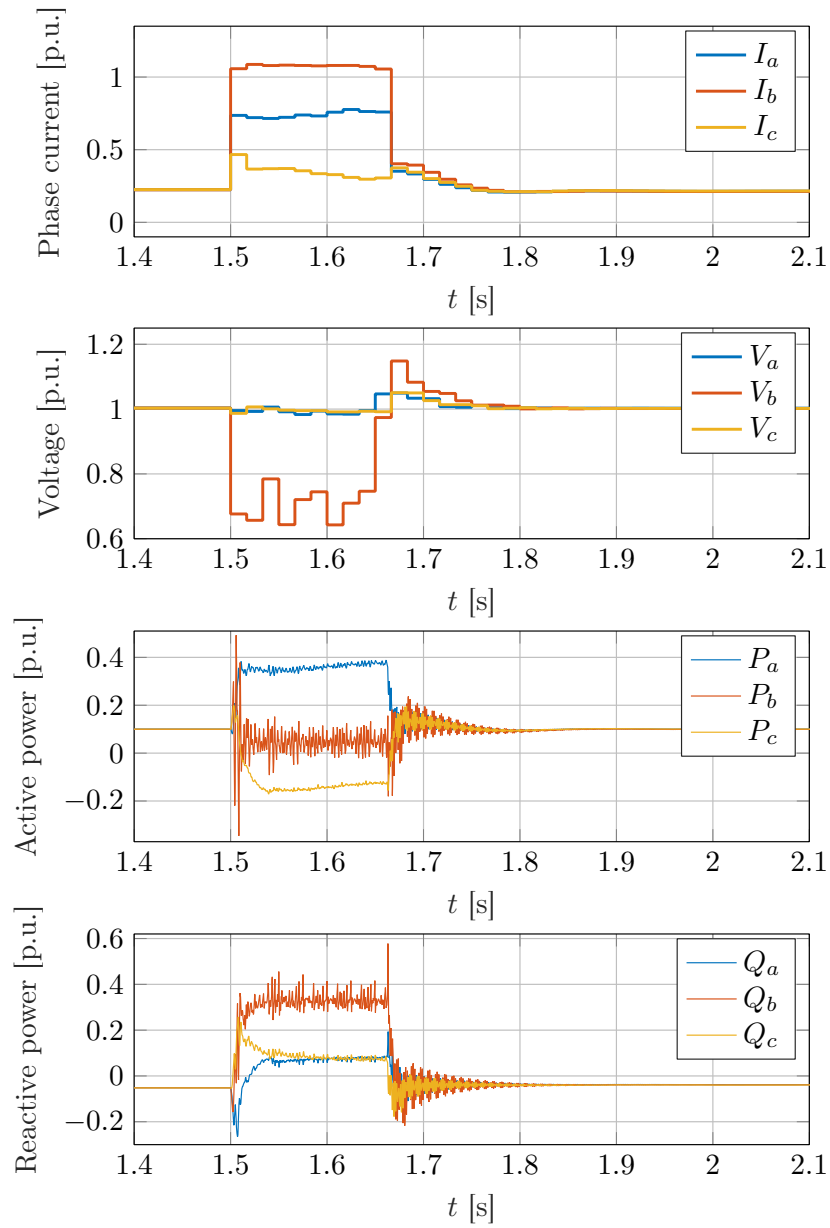 Phase current [p.u.]
1
0.5
0
I_a
I_b
I_c
1.4 1.5 1.6 1.7 1.8 1.9 2 2.1
t [s]
Voltage [p.u.]
1.2
1
0.8
0.6
V_a
V_b
V_c
1.4 1.5 1.6 1.7 1.8 1.9 2 2.1
t [s]
Active power [p.u.]
0.4
0.2
0
−0.2
P_a
P_b
P_c
1.4 1.5 1.6 1.7 1.8 1.9 2 2.1
t [s]
Reactive power [p.u.]
0.6
0.4
0.2
0
−0.2
Q_a
Q_b
Q_c
1.4 1.5 1.6 1.7 1.8 1.9 2 2.1
t [s]